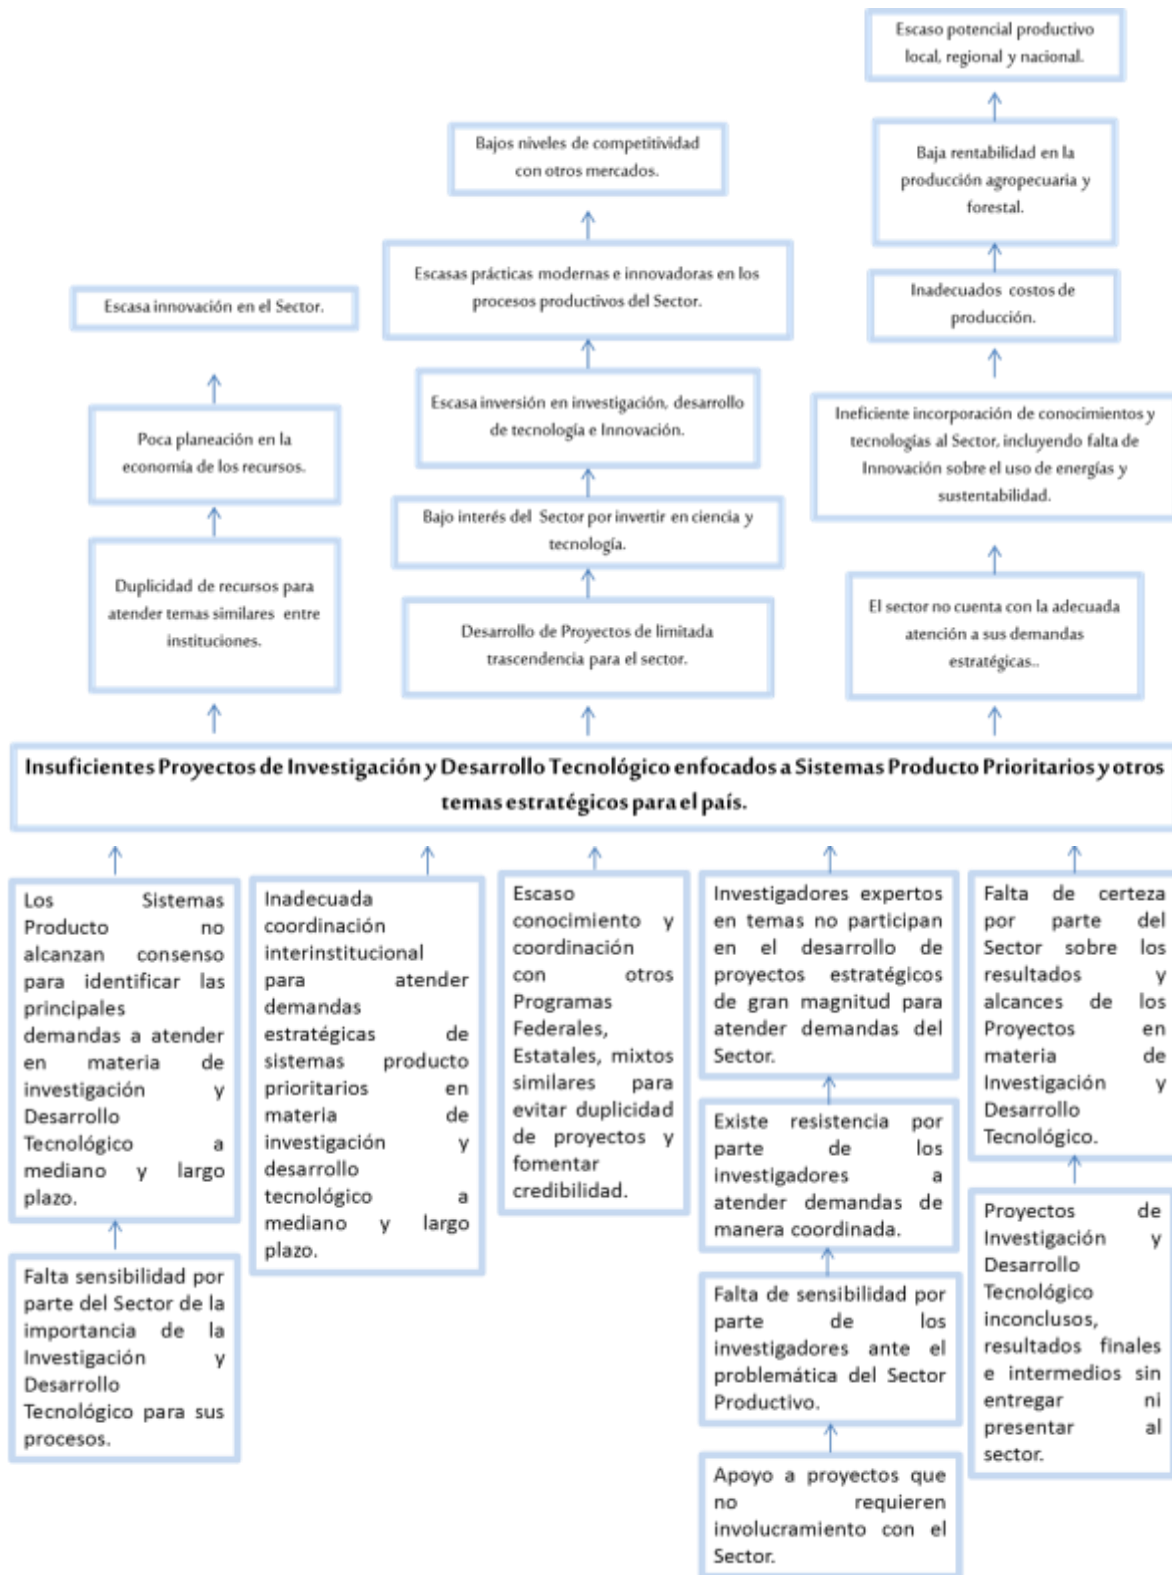 Escaso potencial productivo
local, regional y nacional.
Bajos niveles de competitividad
con otros mercados.
Baja rentabilidad en la
producción agropecuaria y
forestal.
Escasa innovación en el Sector.
Escasas prácticas modernas e innovadoras en los
procesos productivos del Sector.
Inadecuados costos de
producción.
Poca planeación en la
economía de los recursos.
Escasa inversión en investigación, desarrollo
de tecnología e Innovación.
Ineficiente incorporación de conocimientos y
tecnologías al Sector, incluyendo falta de
Innovación sobre el uso de energías y
sustentabilidad.
Bajo interés del Sector por invertir en ciencia y
tecnología.
Duplicidad de recursos para
atender temas similares entre
instituciones.
Desarrollo de Proyectos de limitada
trascendencia para el sector.
El sector no cuenta con la adecuada
atención a sus demandas
estratégicas..
Insuficientes Proyectos de Investigación y Desarrollo Tecnológico enfocados a Sistemas Producto Prioritarios y otros
temas estratégicos para el país.
Los Sistemas
Producto no
alcanzan consenso
para identificar las
principales
demandas a atender
en materia de
investigación y
Desarrollo
Tecnológico a
mediano y largo
plazo.
Falta sensibilidad por
parte del Sector de la
importancia de la
Investigación y
Desarrollo
Tecnológico para sus
procesos.
Inadecuada
coordinación
interinstitucional
para atender
demandas
estratégicas de
sistemas producto
prioritarios en
materia de
investigación y
desarrollo
tecnológico a
mediano y largo
plazo.
Escaso
conocimiento y
coordinación
con otros
Programas
Federales,
Estatales, mixtos
similares para
evitar duplicidad
de proyectos y
fomentar
credibilidad.
Investigadores expertos
en temas no participan
en el desarrollo de
proyectos estratégicos
de gran magnitud para
atender demandas del
Sector.
Existe resistencia por
parte de los
investigadores a
atender demandas de
manera coordinada.
Falta de sensibilidad por
parte de los
investigadores ante el
problemática del Sector
Productivo.
Apoyo a proyectos que
no requieren
involucramiento con el
Sector.
Falta de certeza
por parte del
Sector sobre los
resultados y
alcances de los
Proyectos en
materia de
Investigación y
Desarrollo
Tecnológico.
Proyectos de
Investigación y
Desarrollo
Tecnológico
inconclusos,
resultados finales
e intermedios sin
entregar ni
presentar al
sector.